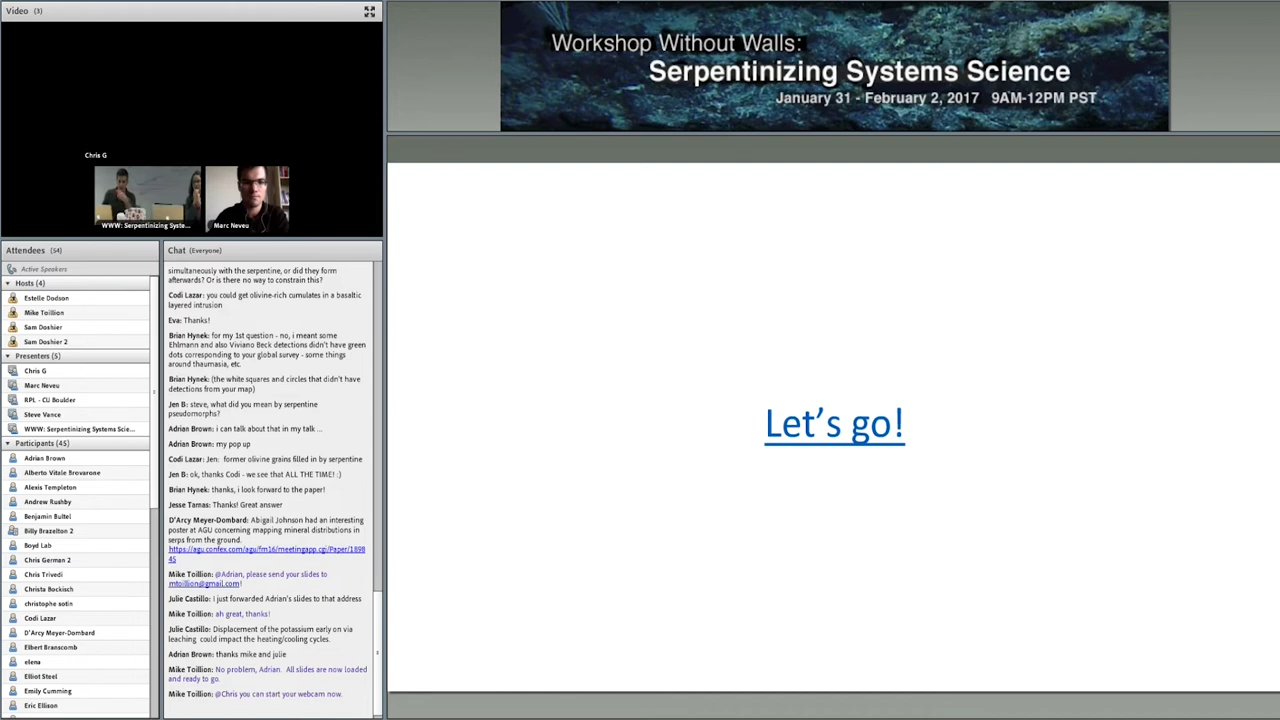 Video (3)
Workshop Without Walls:
Serpentinizing Systems Science
January 31 - February 2, 2017 9AM-12PM PST
Chris G
WWW: Serpentinizing Syste...
Marc Neveu
Attendees (54)
Active Speakers
Hosts (4)
Estelle Dodson
Mike Toillion
Sam Doshier
Sam Doshier 2
Presenters (5)
Chris G
Marc Neveu
RPL - CU Boulder
Steve Vance
WWW: Serpentinizing Systems Scie...
Participants (45)
Adrian Brown
Alberto Vitale Brovarone
Alexis Templeton
Andrew Rushby
Benjamin Bultel
Billy Brazelton 2
Boyd Lab
Chris German 2
Chris Trivedi
Christa Bockisch
christophe sotin
Codi Lazar
D'Arcy Meyer-Dombard
Elbert Branscomb
elena
Elliot Steel
Emily Cumming
Eric Ellison
Chat (Everyone)
simultaneously with the serpentine, or did they form
afterwards? Or is there no way to constrain this?
Codi Lazar: you could get olivine-rich cumulates in a basaltic
layered intrusion
Eva: Thanks!
Brian Hynek: for my 1st question - no, i meant some
Ehlmann and also Viviano Beck detections didn't have green
dots corresponding to your global survey - some things
around thaumasia, etc.
Brian Hynek: (the white squares and circles that didn't have
detections from your map)
Jen B: steve, what did you mean by serpentine
pseudomorphs?
Adrian Brown: i can talk about that in my talk ...
Adrian Brown: my pop up
Codi Lazar: Jen: former olivine grains filled in by serpentine
Jen B: ok, thanks Codi - we see that ALL THE TIME! :)
Brian Hynek: thanks, i look forward to the paper!
Jesse Tarnas: Thanks! Great answer
D'Arcy Meyer-Dombard: Abigail Johnson had an interesting
poster at AGU concerning mapping mineral distributions in
serps from the ground.
https://agu.confex.com/agu/fm16/meetingapp.cgi/Paper/1898
45
Mike Toillion: @Adrian, please send your slides to
mtoillion@gmail.com!
Julie Castillo: I just forwarded Adrian's slides to that address
Mike Toillion: ah great, thanks!
Julie Castillo: Displacement of the potassium early on via
leaching could impact the heating/cooling cycles.
Adrian Brown: thanks mike and julie
Mike Toillion: No problem, Adrian. All slides are now loaded
and ready to go.
Mike Toillion: @Chris you can start your webcam now.
Let's go!